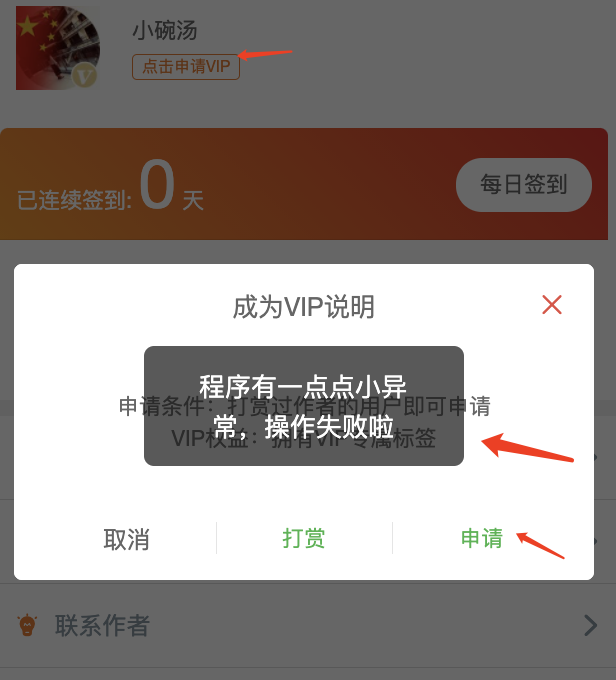 小碗汤
点击申请VIP
已连续签到: 0 天
每日签到
成为VIP说明
程序有一点点小异
常，操作失败啦
申请条件：打赏过作者的用户即可申请
VIP权益：拥有VIP专属标签
取消
打赏
申请
联系作者